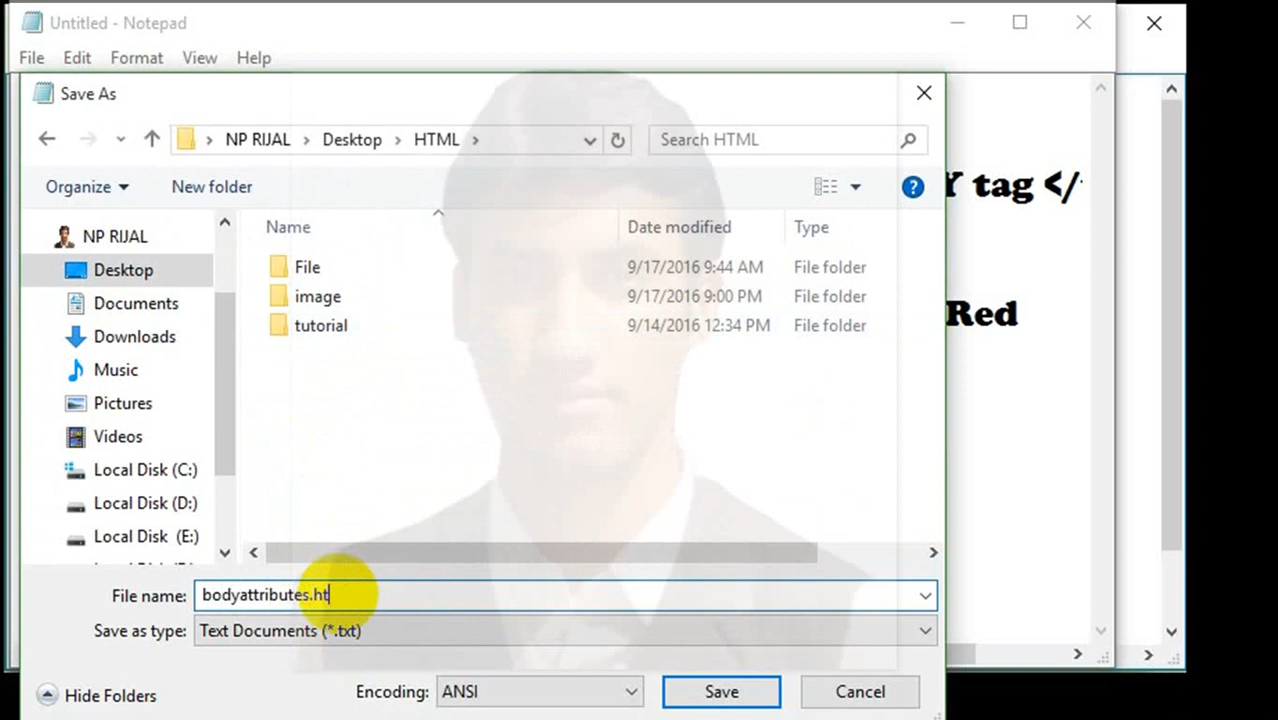 Untitled - Notepad
File Edit Format View Help
Save As
NP RIJAL > Desktop > HTML >
Search HTML
Organize New folder
Name Date modified Type
NP RIJAL
Desktop
Documents
Downloads
Music
Pictures
Videos
Local Disk (C:)
Local Disk (D:)
Local Disk (E:)
File 9/17/2016 9:44 AM File folder
image 9/17/2016 9:00 PM File folder
tutorial 9/14/2016 12:34 PM File folder
tag </
Red
File name: bodyattributes.ht
Save as type: Text Documents (*.txt)
Hide Folders Encoding: ANSI Save Cancel